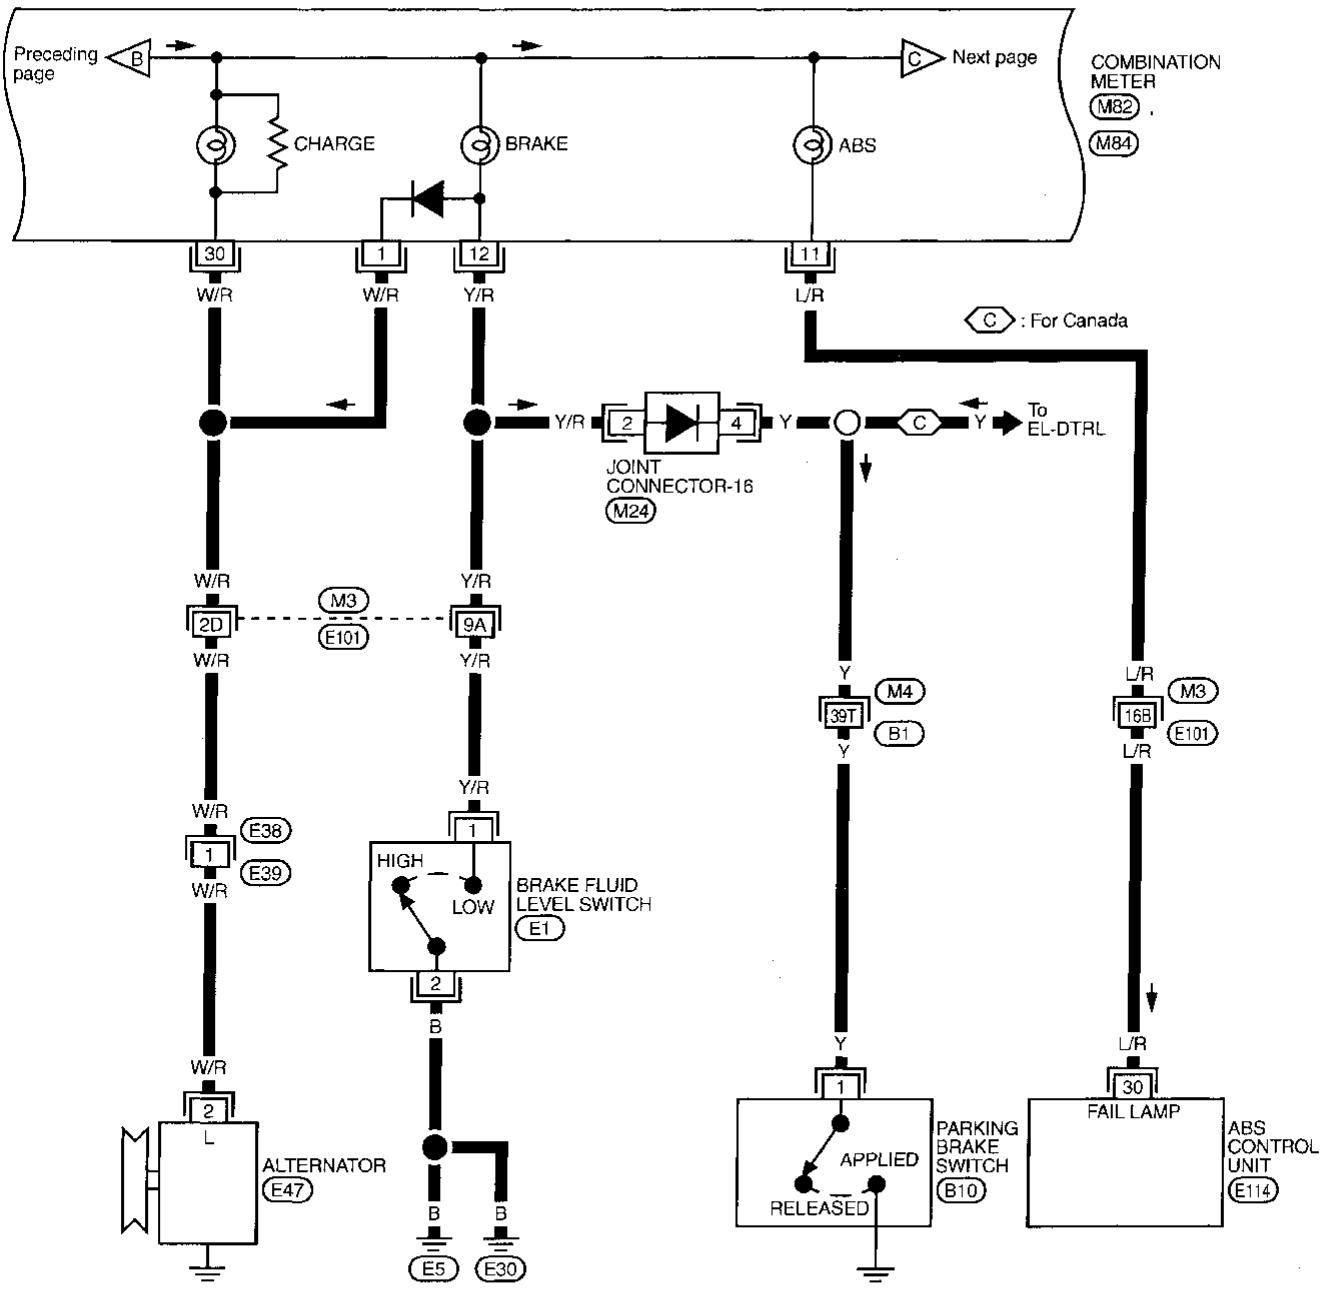 Preceding
page
B
C
Next page
COMBINATION
METER
M82
M84
CHARGE
BRAKE
ABS
30
1
12
11
W/R
W/R
Y/R
L/R
C : For Canada
Y/R
2
4
Y
C
Y
To
EL-DTRL
JOINT
CONNECTOR-16
M24
W/R
Y/R
2D
M3
E101
9A
W/R
Y/R
Y
L/R
39T
M4
B1
16B
M3
E101
Y
L/R
W/R
Y/R
1
E38
E39
W/R
1
HIGH
LOW
BRAKE FLUID
LEVEL SWITCH
E1
2
B
W/R
Y
L/R
2
L
ALTERNATOR
E47
1
APPLIED
RELEASED
PARKING
BRAKE
SWITCH
B10
30
FAIL LAMP
ABS
CONTROL
UNIT
E114
B
B
E5
E30